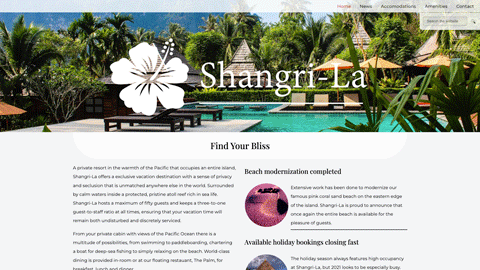 Home News Accomodations Amenities Contact
Search the website
Shangri-La
Find Your Bliss
A private resort in the warmth of the Pacific that occupies an entire island,
Shangri-La offers a exclusive vacation destination with a sense of privacy
and seclusion that is unmatched anywhere else in the world. Surrounded
by calm waters inside a protected, pristine atoll reef rich in sea life.
Shangri-La hosts a maximum of fifty guests and keeps a three-to-one
guest-to-staff ratio at all times, ensuring that your vacation time will
remain both undisturbed and discretely serviced.
From your private cabin with views of the Pacific Ocean there is a
multitude of possibilities, from swimming to paddleboarding, chartering
a boat for deep-sea fishing to simply relaxing on the beach. World-class
dining is provided in-room or at our floating restaurant, The Palm, for
breakfast, lunch and dinner.
Beach modernization completed
Extensive work has been done to modernize our
famous pink coral sand beach on the eastern edge
of the island. Shangri-La is proud to announce that
once again the entire beach is available for the
pleasure of guests.
Available holiday bookings closing fast
The holiday season always features high occupancy
at Shangri-La, but 2021 looks to be especially busy.